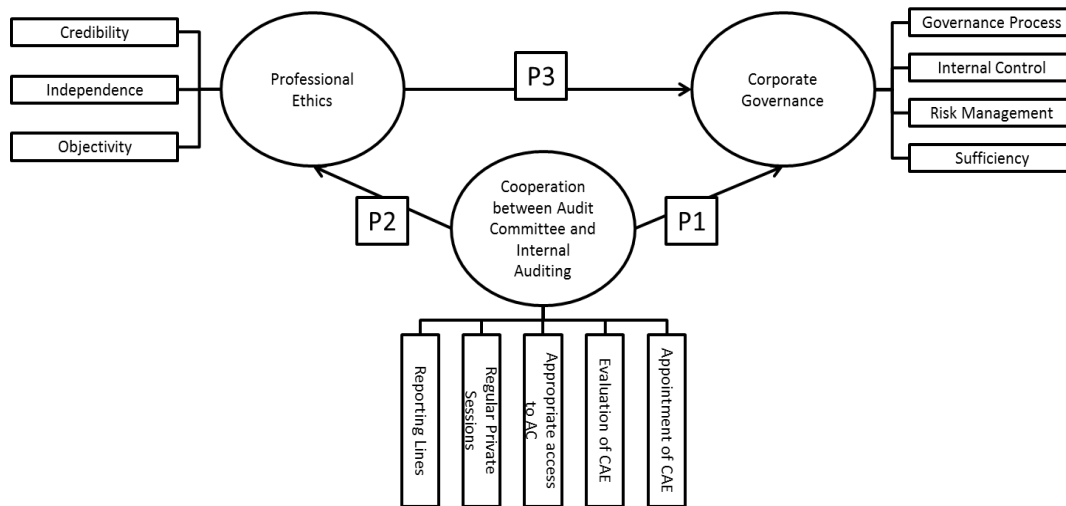 Credibility
Independence
Objectivity
Professional
Ethics
P3
Corporate
Governance
Governance Process
Internal Control
Risk Management
Sufficiency
P2
Cooperation
between Audit
Committee and
Internal
Auditing
P1
Reporting Lines
Regular Private
Sessions
Appropriate access
to AC
Evaluation of CAE
Appointment of CAE